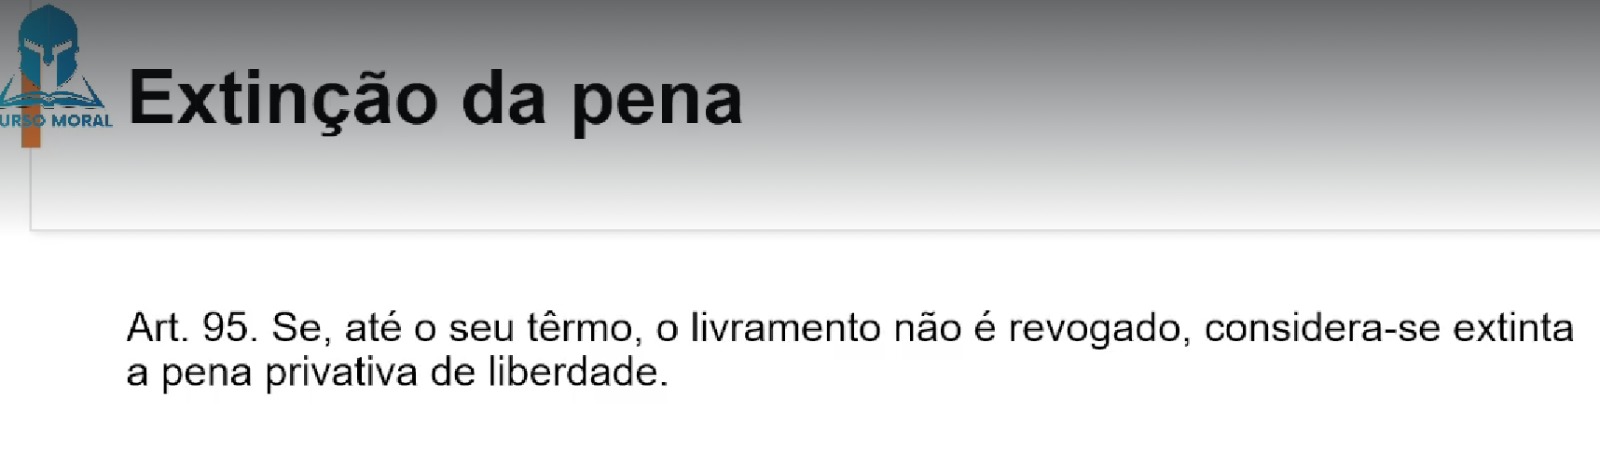 URSO MORAL
Extinção da pena
Art. 95. Se, até o seu têrmo, o livramento não é revogado, considera-se extinta
a pena privativa de liberdade.